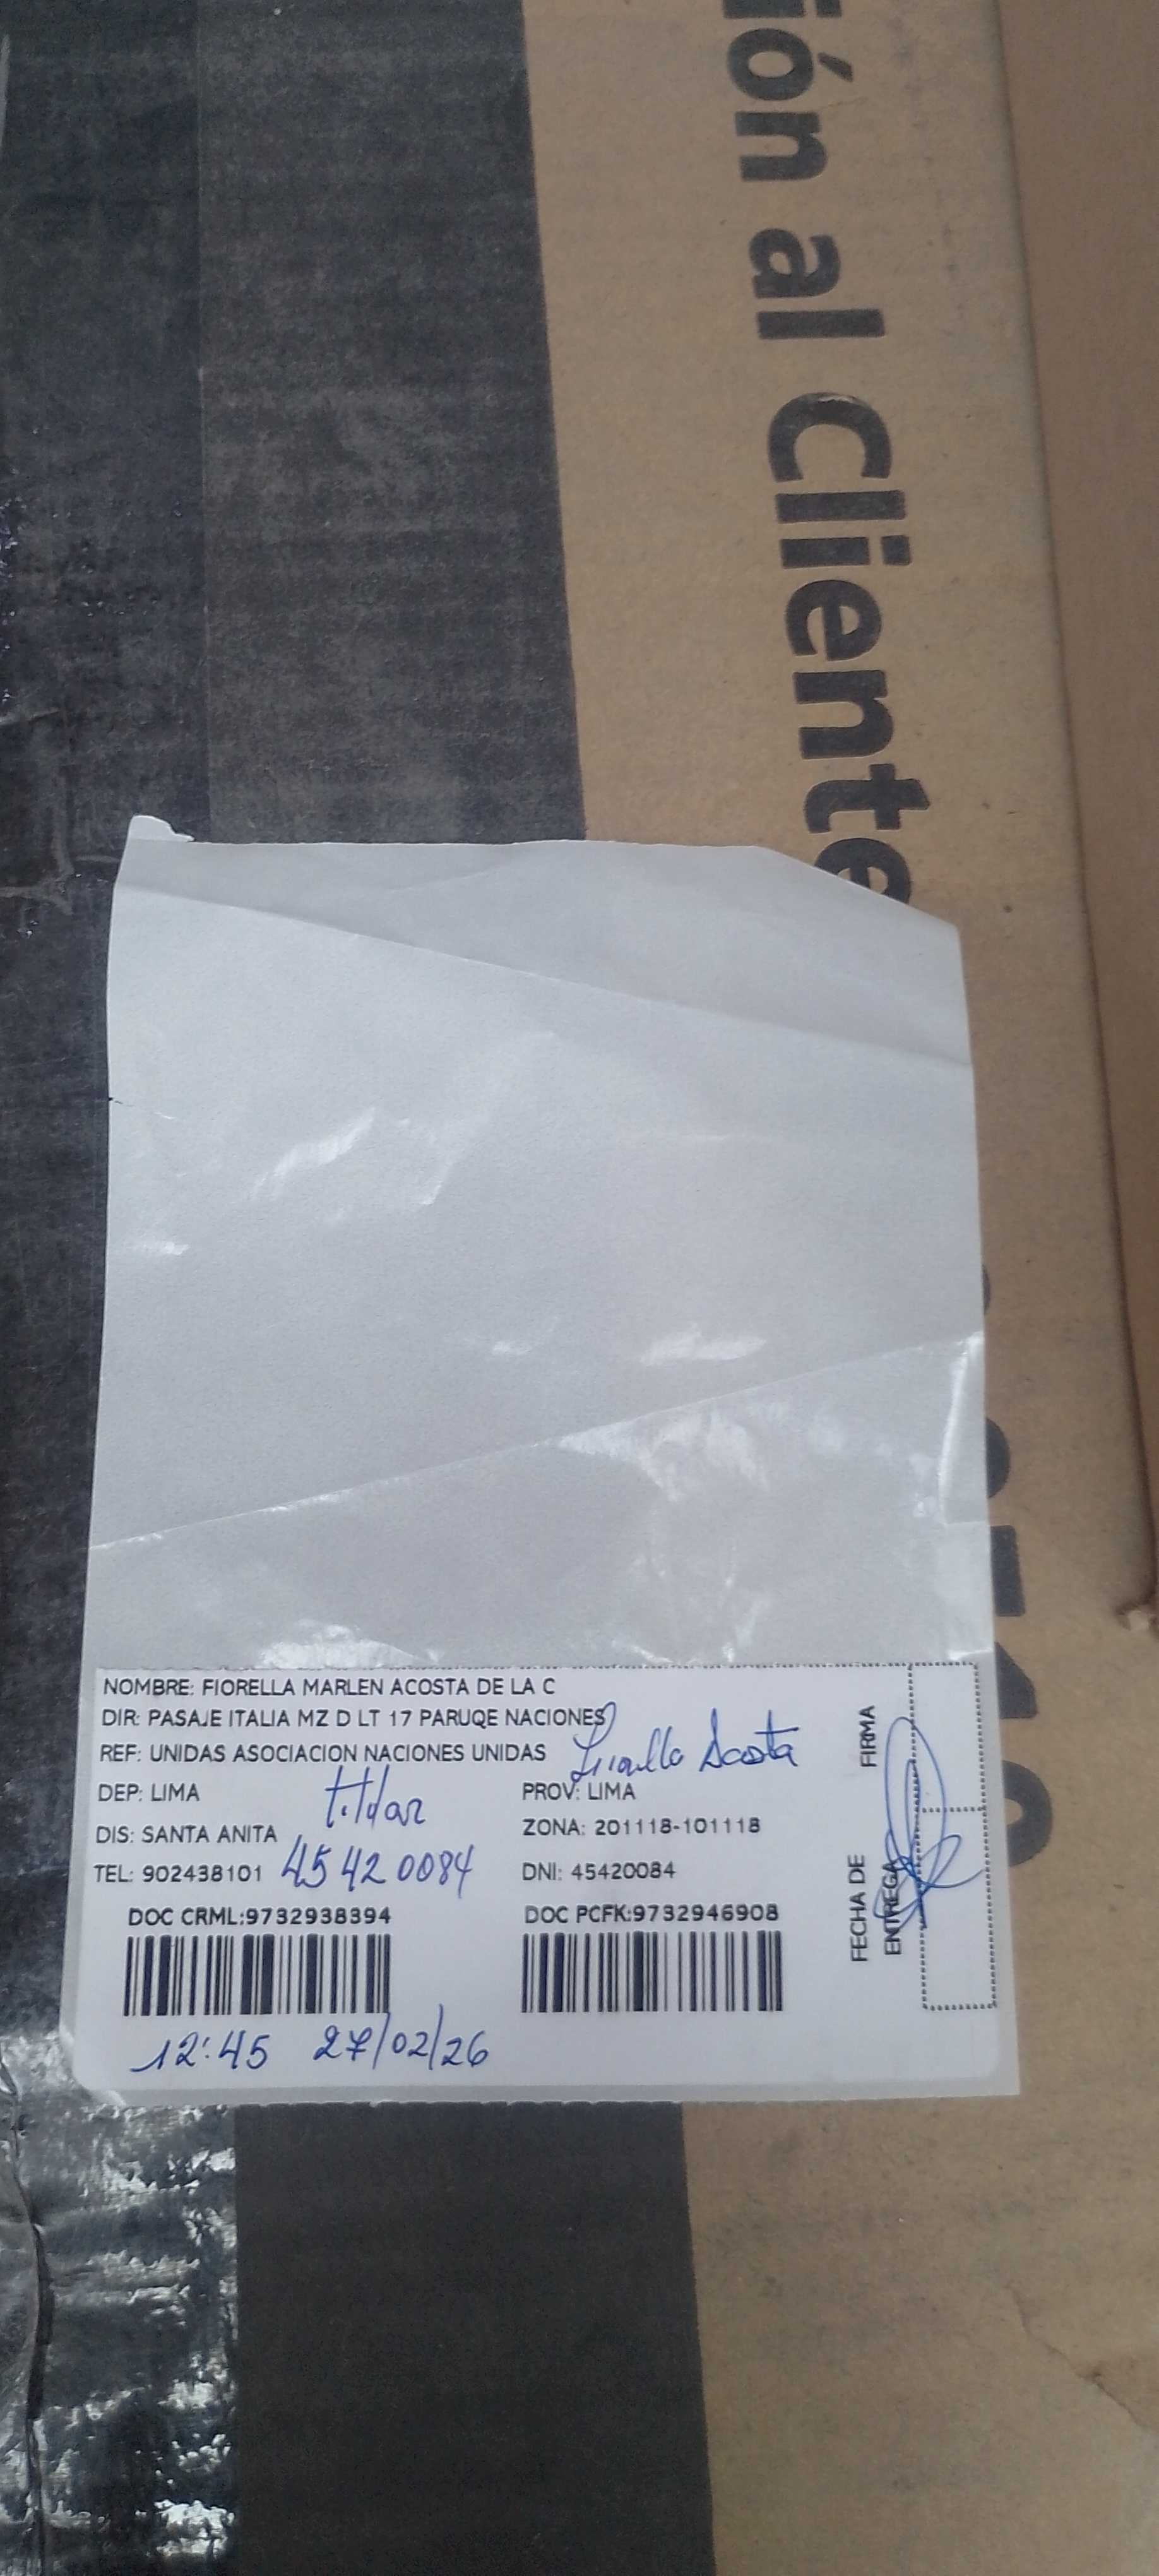 ión al Cliente
NOMBRE: FIORELLA MARLEN ACOSTA DE LA C
DIR: PASAJE ITALIA MZ D LT 17 PARUQE NACIONES
REF: UNIDAS ASOCIACION NACIONES UNIDAS
Acosta
DEP: LIMA
titular
PROV: LIMA
DIS: SANTA ANITA
ZONA: 201118-101118
TEL: 902438101
45420084
DNI: 45420084
DOC CRML:9732938394
DOC PCFK:9732946908
12:45 27/02/26
FIRMA
FECHA DE
ENTREGA